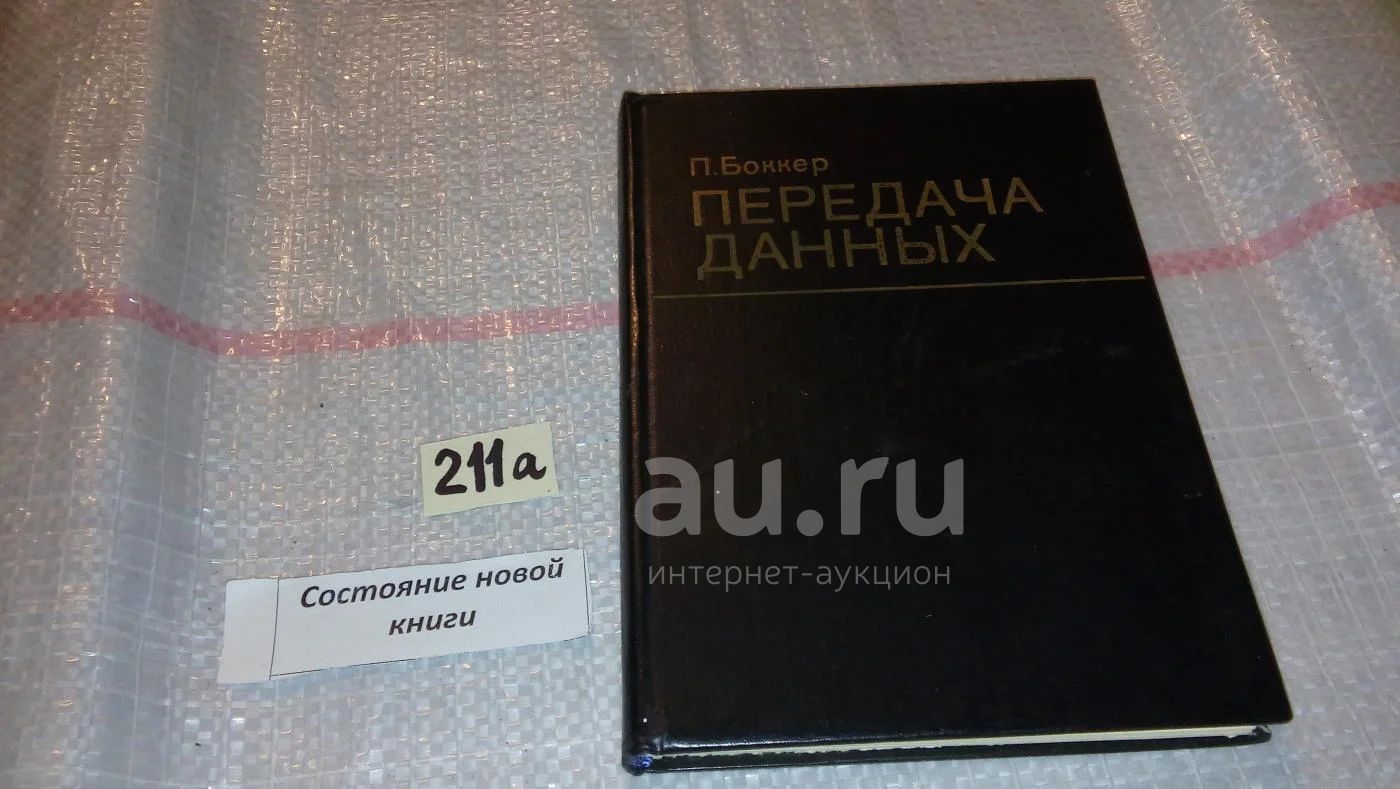 П.Боккер
ПЕРЕДАЧА
ДАННЫХ
211а
Состояние новой
книги
au.ru
интернет-аукцион